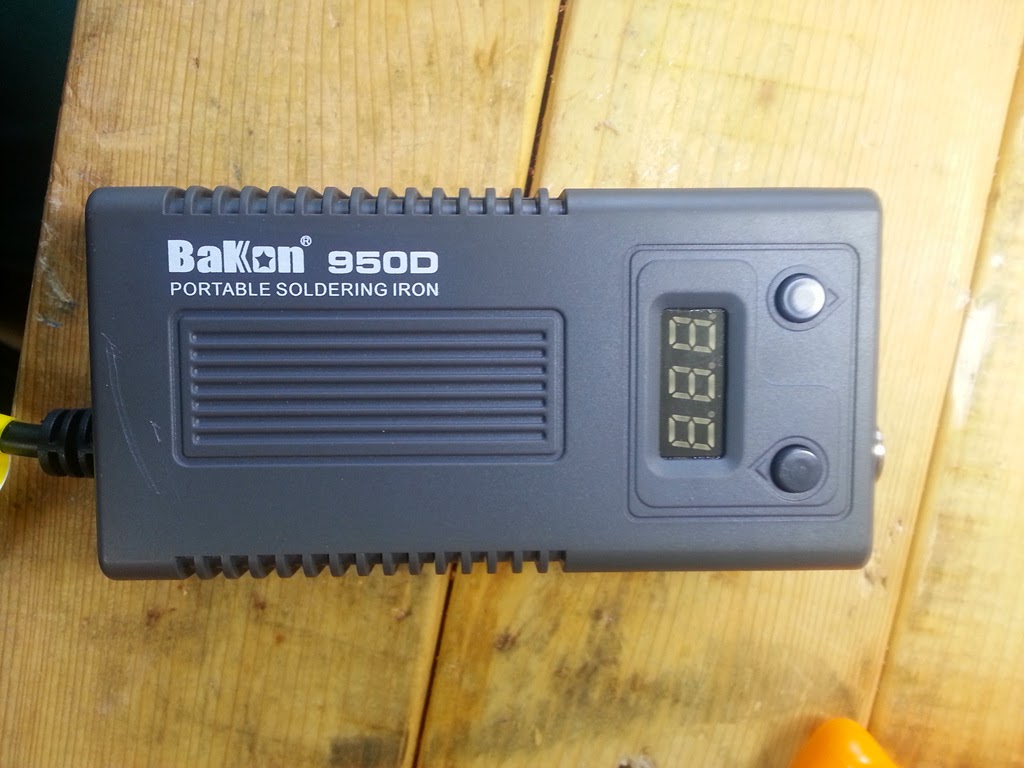 BaKon® 950D
PORTABLE SOLDERING IRON